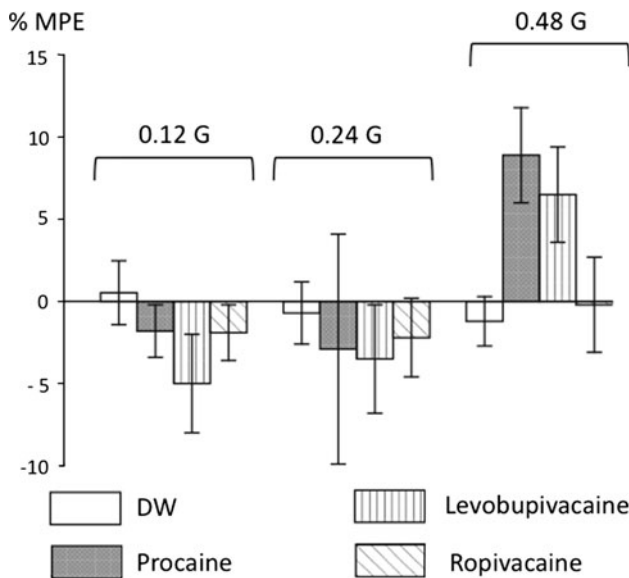 % MPE
0.48 G
15
0.12 G
0.24 G
10
5
0
- 5
-10
DW
Levobupivacaine
Procaine
Ropivacaine